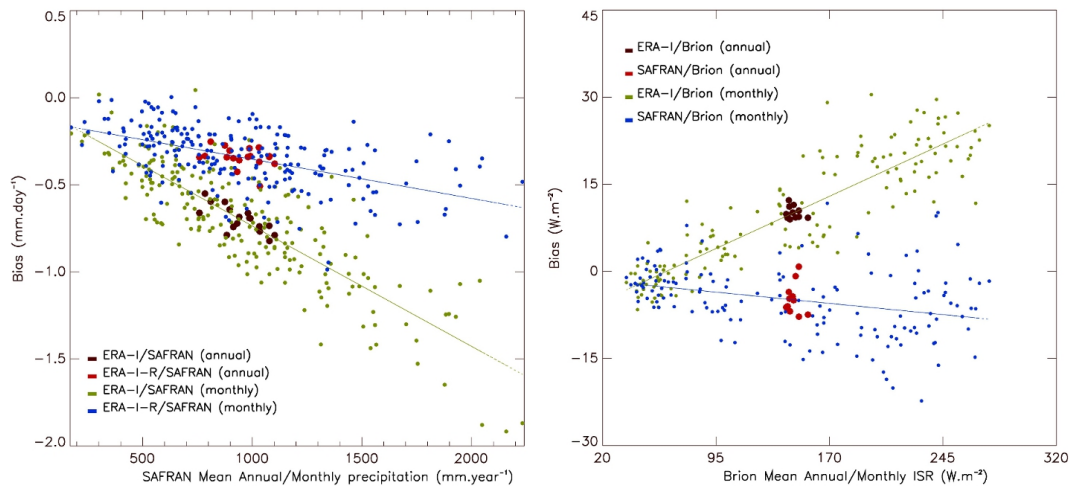 0.5
0.0
−0.5
−1.0
−1.5
−2.0
Bias (mm.day⁻¹)
ERA−I/SAFRAN (annual)
ERA−I−R/SAFRAN (annual)
ERA−I/SAFRAN (monthly)
ERA−I−R/SAFRAN (monthly)
500 1000 1500 2000
SAFRAN Mean Annual/Monthly precipitation (mm.year⁻¹)
45
30
15
0
−15
−30
Bias (W.m⁻²)
ERA−I/Brion (annual)
SAFRAN/Brion (annual)
ERA−I/Brion (monthly)
SAFRAN/Brion (monthly)
20 95 170 245 320
Brion Mean Annual/Monthly ISR (W.m⁻²)